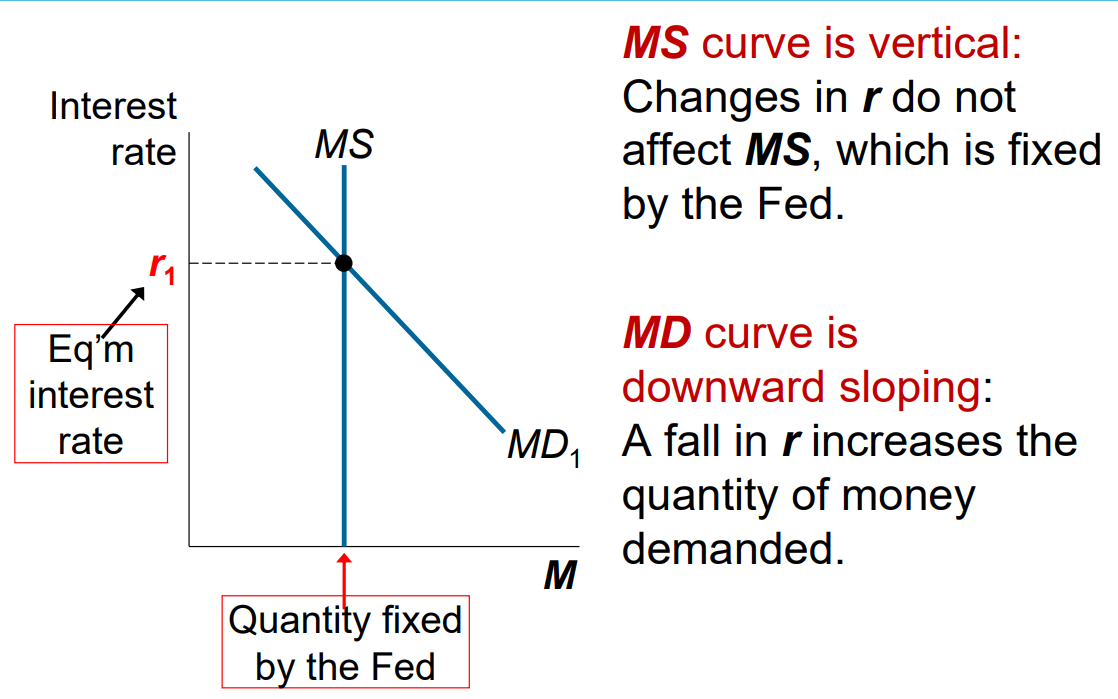 Interest
rate
MS
r1
Eq’m
interest
rate
MD1
M
Quantity fixed
by the Fed
MS curve is vertical:
Changes in r do not
affect MS, which is fixed
by the Fed.
MD curve is
downward sloping:
A fall in r increases the
quantity of money
demanded.